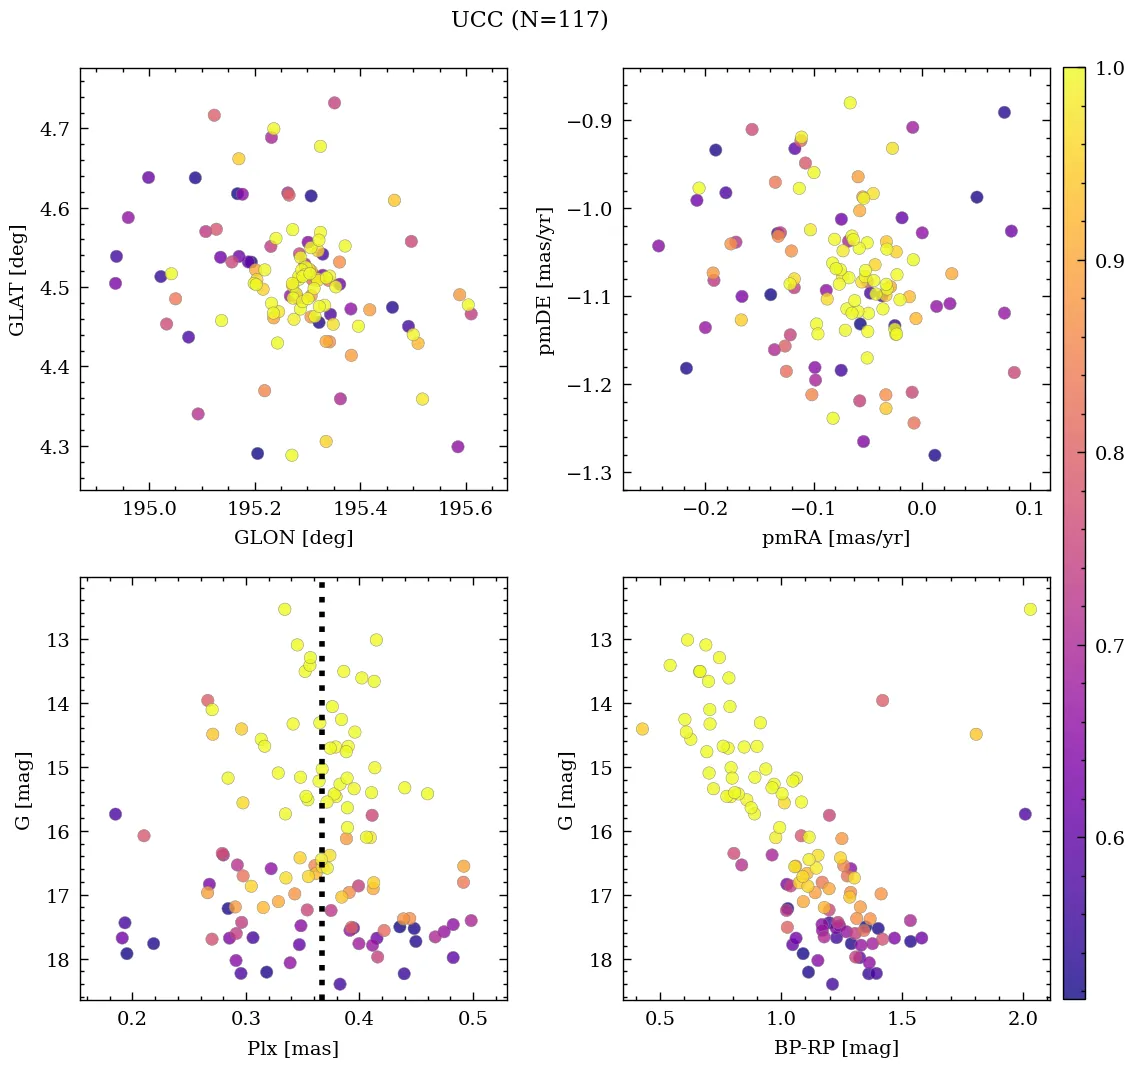 UCC (N=117)
4.7
4.6
4.5
4.4
4.3
GLAT [deg]
195.0 195.2 195.4 195.6
GLON [deg]
−0.9
−1.0
−1.1
−1.2
−1.3
pmDE [mas/yr]
−0.2 −0.1 0.0 0.1
pmRA [mas/yr]
13
14
15
16
17
18
G [mag]
0.2 0.3 0.4 0.5
Plx [mas]
13
14
15
16
17
18
G [mag]
0.5 1.0 1.5 2.0
BP-RP [mag]
1.0
0.9
0.8
0.7
0.6